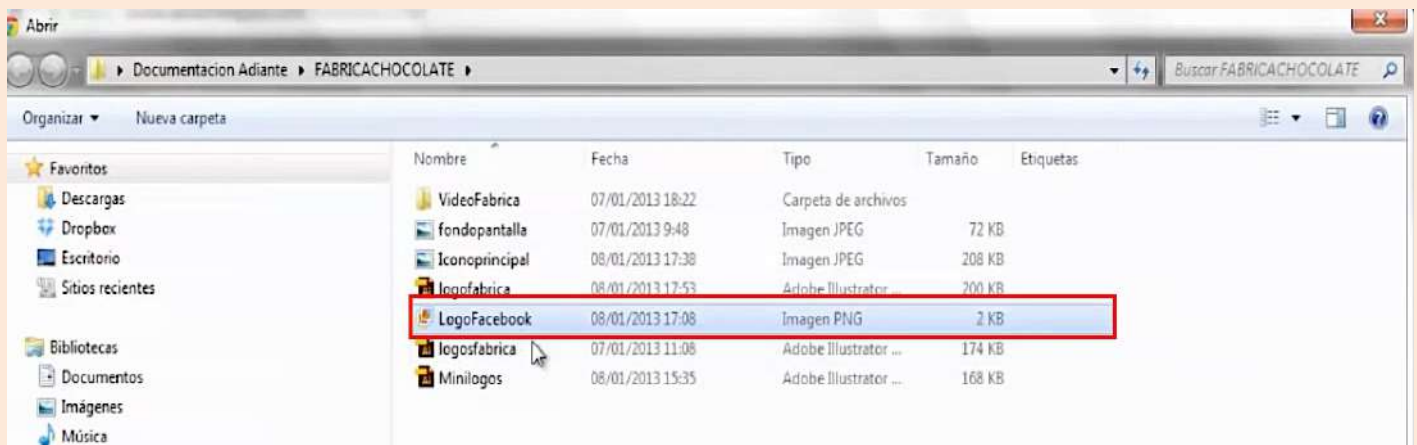 Abrir
Documentacion Adiante ▸ FABRICACHOCOLATE ▸
Buscar FABRICACHOCOLATE
Organizar ▾ Nueva carpeta
Nombre Fecha Tipo Tamaño Etiquetas
Favoritos
Descargas
Dropbox
Escritorio
Sitios recientes
Bibliotecas
Documentos
Imágenes
Música
VideoFabrica 07/01/2013 18:22 Carpeta de archivos
fondopantalla 07/01/2013 9:48 Imagen JPEG 72 KB
Iconoprincipal 08/01/2013 17:38 Imagen JPEG 208 KB
logofabrica 08/01/2013 17:53 Adobe Illustrator ... 200 KB
LogoFacebook 08/01/2013 17:08 Imagen PNG 2 KB
logosfabrica 07/01/2013 11:08 Adobe Illustrator ... 174 KB
Minilogos 08/01/2013 15:35 Adobe Illustrator ... 168 KB